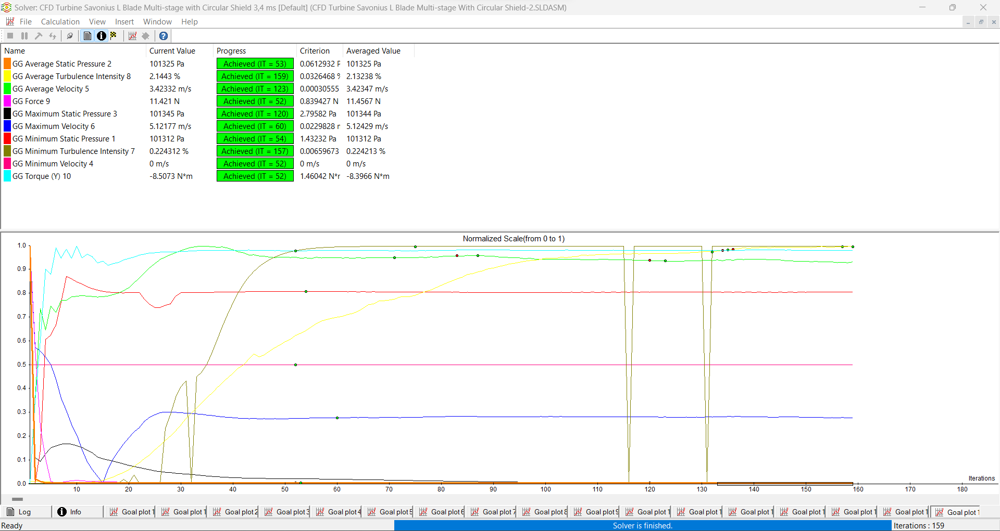 Solver: CFD Turbine Savonius L Blade Multi-stage with Circular Shield 3,4 ms [Default] (CFD Turbine Savonius L Blade Multi-stage With Circular Shield-2.SLDASM)
File Calculation View Insert Window Help
Name Current Value Progress Criterion Averaged Value
GG Average Static Pressure 2 101325 Pa Achieved (IT = 53) 0.0612932 P 101325 Pa
GG Average Turbulence Intensity 8 2.1443 % Achieved (IT = 159) 0.0326468 % 2.13238 %
GG Average Velocity 5 3.42332 m/s Achieved (IT = 123) 0.00030555 3.42347 m/s
GG Force 9 11.421 N Achieved (IT = 52) 0.839427 N 11.4567 N
GG Maximum Static Pressure 3 101345 Pa Achieved (IT = 120) 2.79582 Pa 101344 Pa
GG Maximum Velocity 6 5.12177 m/s Achieved (IT = 60) 0.0229828 m 5.12429 m/s
GG Minimum Static Pressure 1 101312 Pa Achieved (IT = 54) 1.43232 Pa 101312 Pa
GG Minimum Turbulence Intensity 7 0.224312 % Achieved (IT = 157) 0.00659673 0.224213 %
GG Minimum Velocity 4 0 m/s Achieved (IT = 52) 0 m/s 0 m/s
GG Torque (Y) 10 -8.5073 N*m Achieved (IT = 52) 1.46042 N*r -8.3966 N*m
Normalized Scale(from 0 to 1)
1.0
0.9
0.8
0.7
0.6
0.5
0.4
0.3
0.2
0.1
0.0
Iterations
10 20 30 40 50 60 70 80 90 100 110 120 130 140 150 160 170 180
Log Info Goal plot 1 Goal plot 1 Goal plot 2 Goal plot 3 Goal plot 4 Goal plot 5 Goal plot 6 Goal plot 7 Goal plot 8 Goal plot 9 Goal plot 1 Goal plot 1 Goal plot 1 Goal plot 1 Goal plot 1 Goal plot 1 Goal plot 1
Ready Solver is finished. Iterations : 159